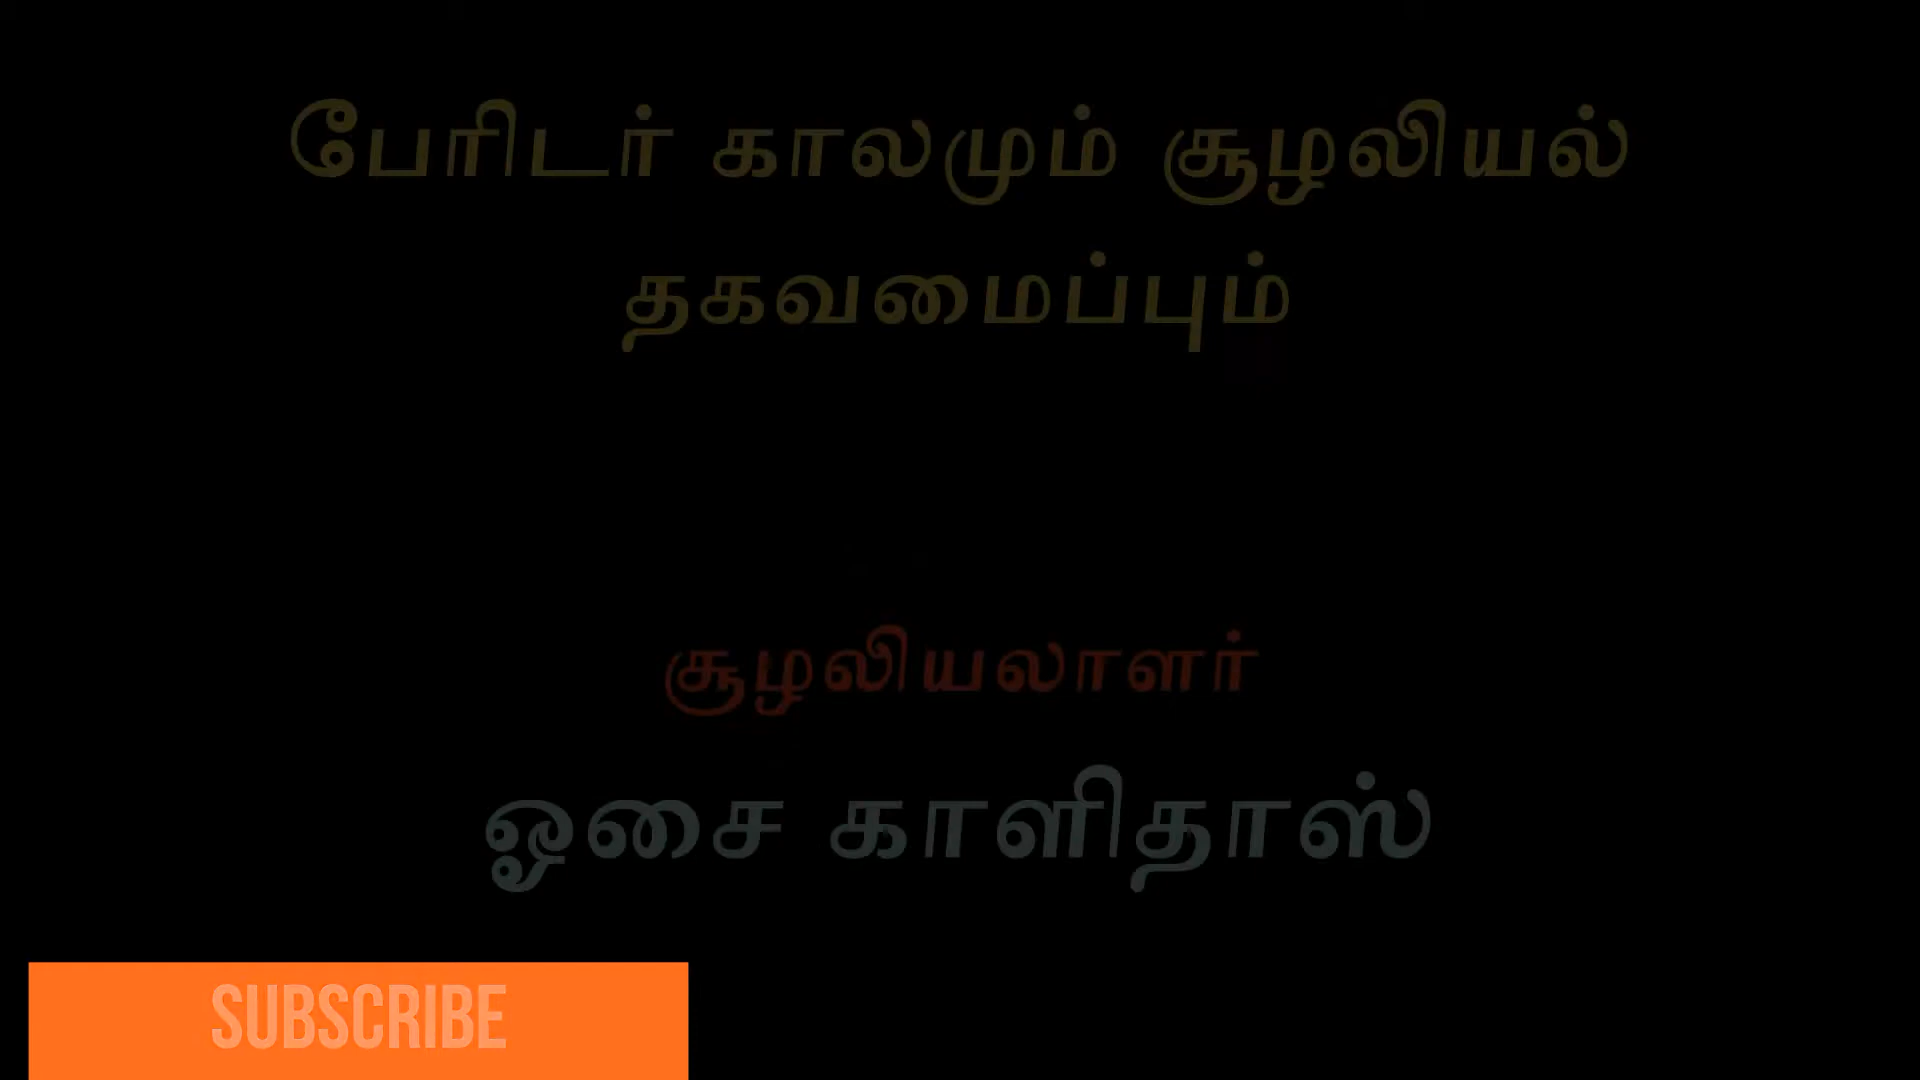 பேரிடர் காலமும் சூழலியல்
தகவமைப்பும்
சூழலியலாளர்
ஓசை காளிதாஸ்
SUBSCRIBE